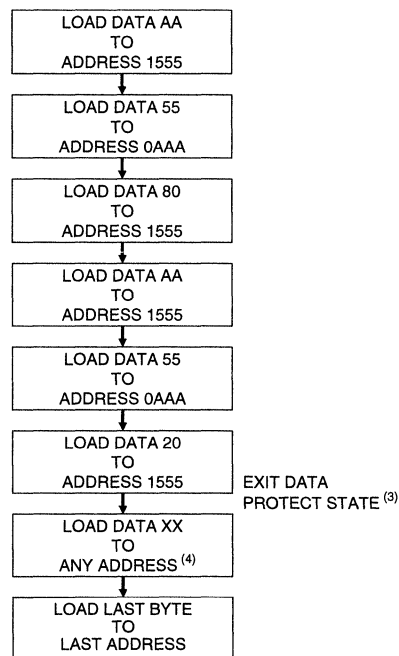 LOAD DATA AA
TO
ADDRESS 1555
LOAD DATA 55
TO
ADDRESS 0AAA
LOAD DATA 80
TO
ADDRESS 1555
LOAD DATA AA
TO
ADDRESS 1555
LOAD DATA 55
TO
ADDRESS 0AAA
LOAD DATA 20
TO
ADDRESS 1555
EXIT DATA
PROTECT STATE (3)
LOAD DATA XX
TO
ANY ADDRESS (4)
LOAD LAST BYTE
TO
LAST ADDRESS